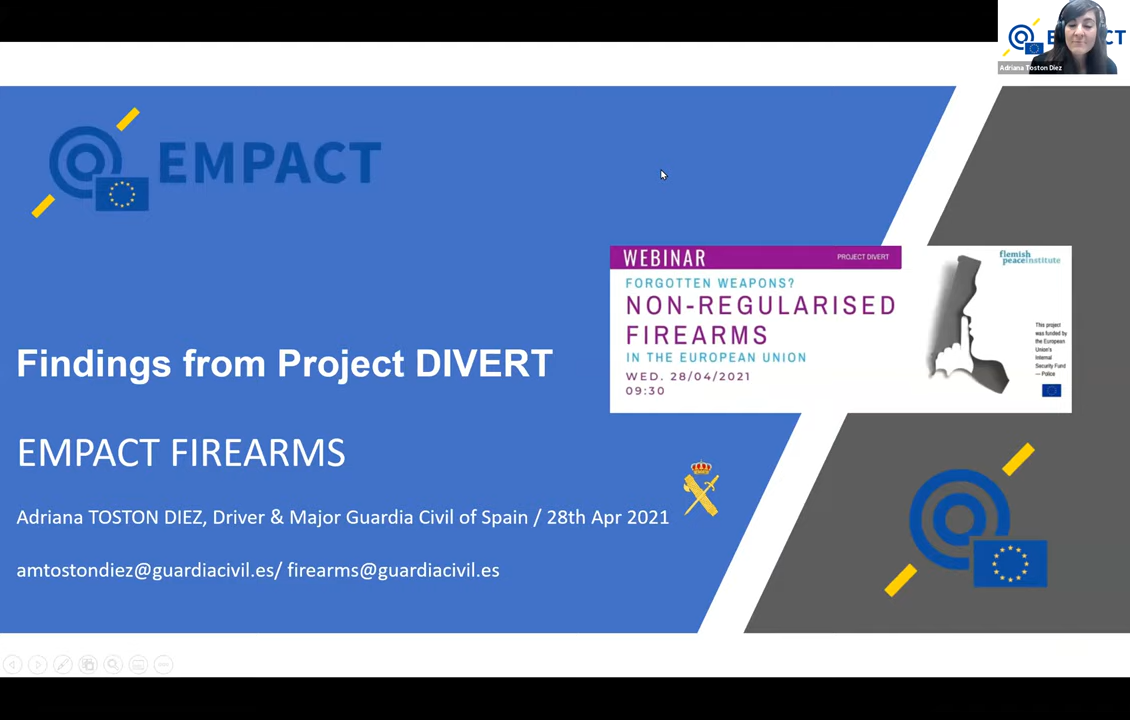 EMPACT
Adriana Toston Diez
EMPACT
WEBINAR
PROJECT DIVERT
FORGOTTEN WEAPONS?
NON-REGULARISED
FIREARMS
IN THE EUROPEAN UNION
WED. 28/04/2021
09:30
flemish
peaceinstitute
This project
was funded by
the European
Union's
Internal
Security Fund
— Police
Findings from Project DIVERT
EMPACT FIREARMS
Adriana TOSTON DIEZ, Driver & Major Guardia Civil of Spain / 28th Apr 2021
amtostondiez@guardiacivil.es/ firearms@guardiacivil.es